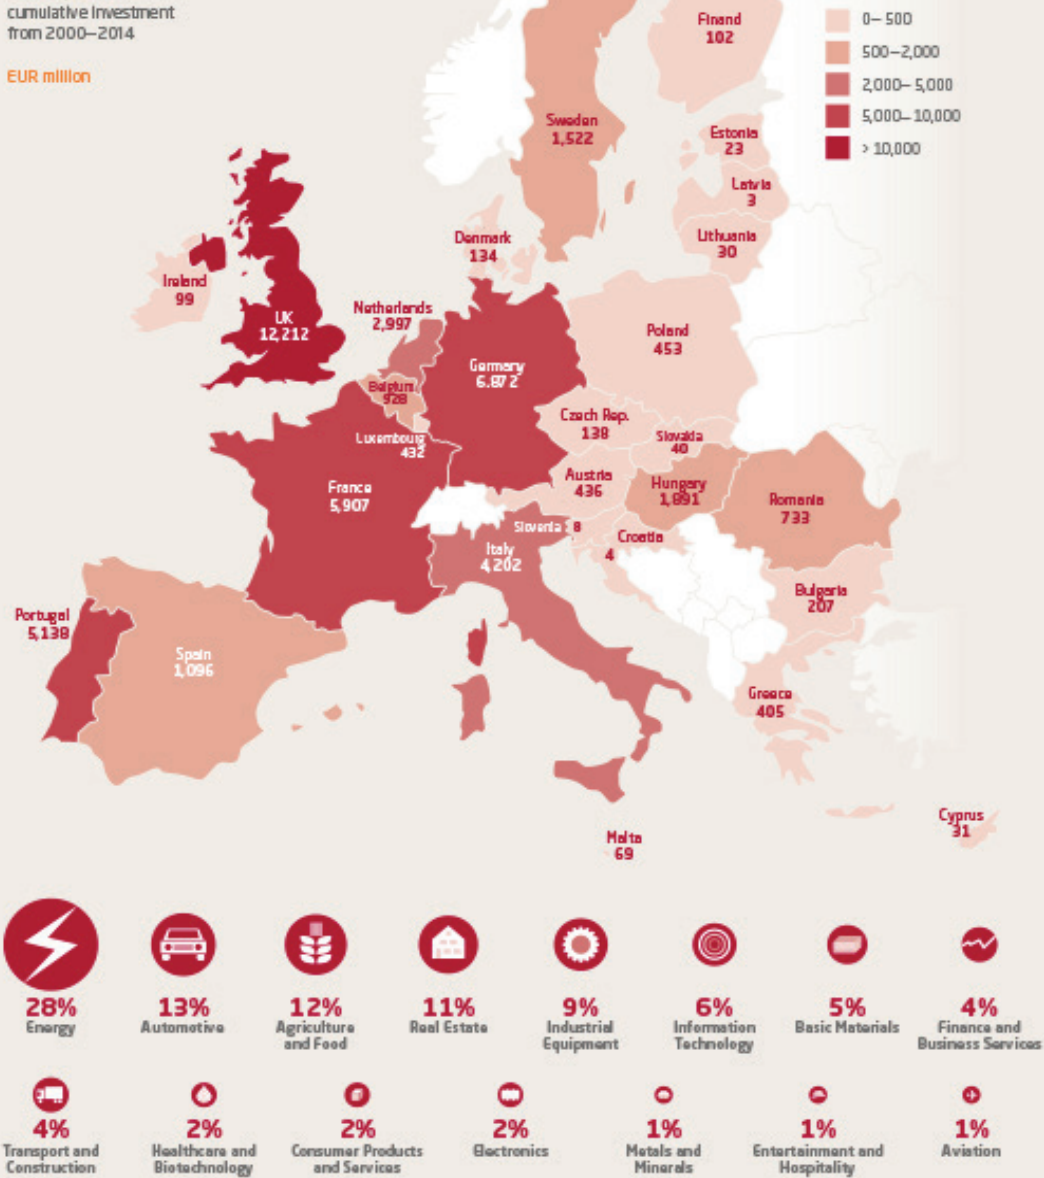 cumulative investment
from 2000–2014
EUR million
0–500
500–2,000
2,000–5,000
5,000–10,000
> 10,000
Finand
102
Sweden
1,522
Estonia
23
Latvia
3
Lithuania
30
Denmark
134
Ireland
99
UK
12,212
Netherlands
2,997
Germany
6.872
Poland
453
Belgium
928
Luxembourg
432
Czech Rep.
138
Slovakia
40
Austria
436
Hungary
1,891
Romania
733
France
5,907
Slovenia 8
Croatia
4
Italy
4,202
Bulgaria
207
Portugal
5,138
Spain
1,096
Greece
405
Malta
69
Cyprus
31
28%
Energy
13%
Automotive
12%
Agriculture
and Food
11%
Real Estate
9%
Industrial
Equipment
6%
Information
Technology
5%
Basic Materials
4%
Finance and
Business Services
4%
Transport and
Construction
2%
Healthcare and
Biotechnology
2%
Consumer Products
and Services
2%
Electronics
1%
Metals and
Minerals
1%
Entertainment and
Hospitality
1%
Aviation